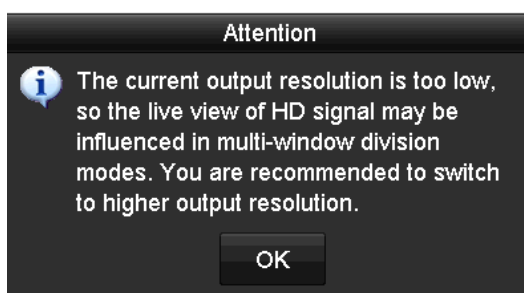 Attention
The current output resolution is too low,
so the live view of HD signal may be
influenced in multi-window division
modes. You are recommended to switch
to higher output resolution.
OK